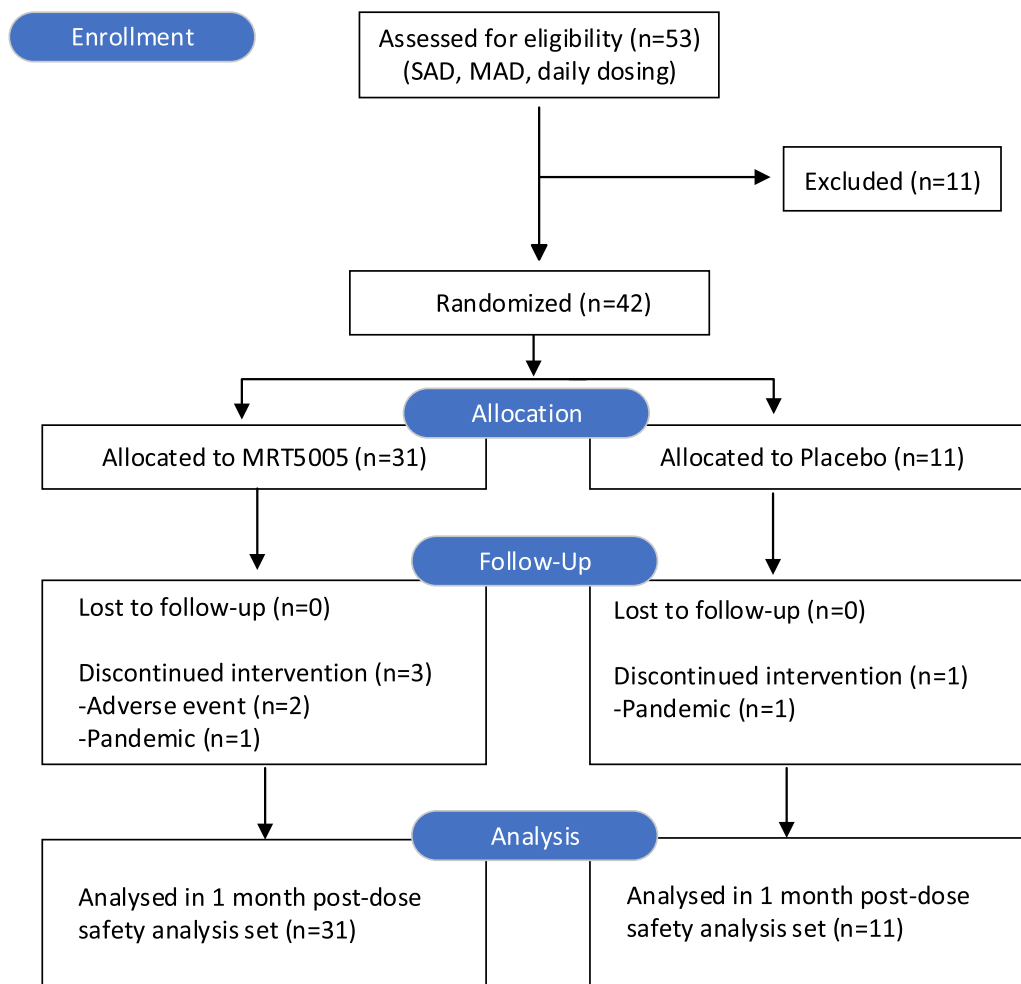 Enrollment
Assessed for eligibility (n=53)
(SAD, MAD, daily dosing)
Excluded (n=11)
Randomized (n=42)
Allocation
Allocated to MRT5005 (n=31)
Allocated to Placebo (n=11)
Follow-Up
Lost to follow-up (n=0)
Discontinued intervention (n=3)
-Adverse event (n=2)
-Pandemic (n=1)
Lost to follow-up (n=0)
Discontinued intervention (n=1)
-Pandemic (n=1)
Analysis
Analysed in 1 month post-dose
safety analysis set (n=31)
Analysed in 1 month post-dose
safety analysis set (n=11)